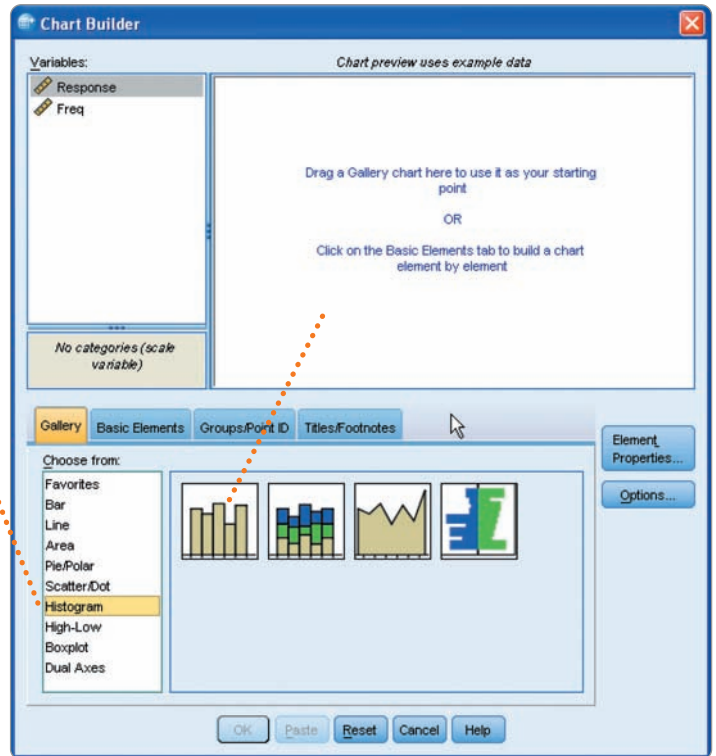 Chart Builder
Variables:
Chart preview uses example data
Response
Freq
Drag a Gallery chart here to use it as your starting
point
OR
Click on the Basic Elements tab to build a chart
element by element
No categories (scale
variable)
Gallery
Basic Elements
Groups/Point ID
Titles/Footnotes
Element
Properties...
Options...
Choose from:
Favorites
Bar
Line
Area
Pie/Polar
Scatter/Dot
Histogram
High-Low
Boxplot
Dual Axes
OK
Paste
Reset
Cancel
Help